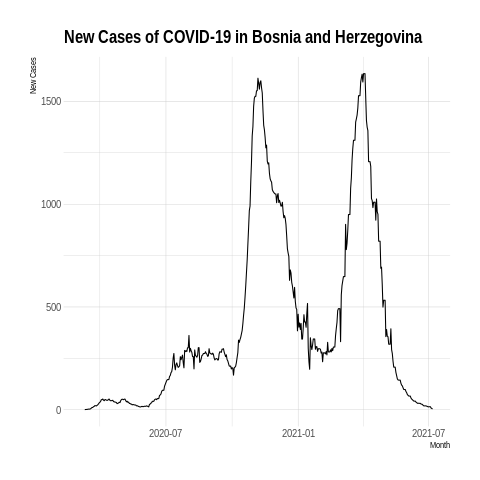 New Cases of COVID-19 in Bosnia and Herzegovina
New Cases
1500
1000
500
0
2020-07
2021-01
2021-07
Month